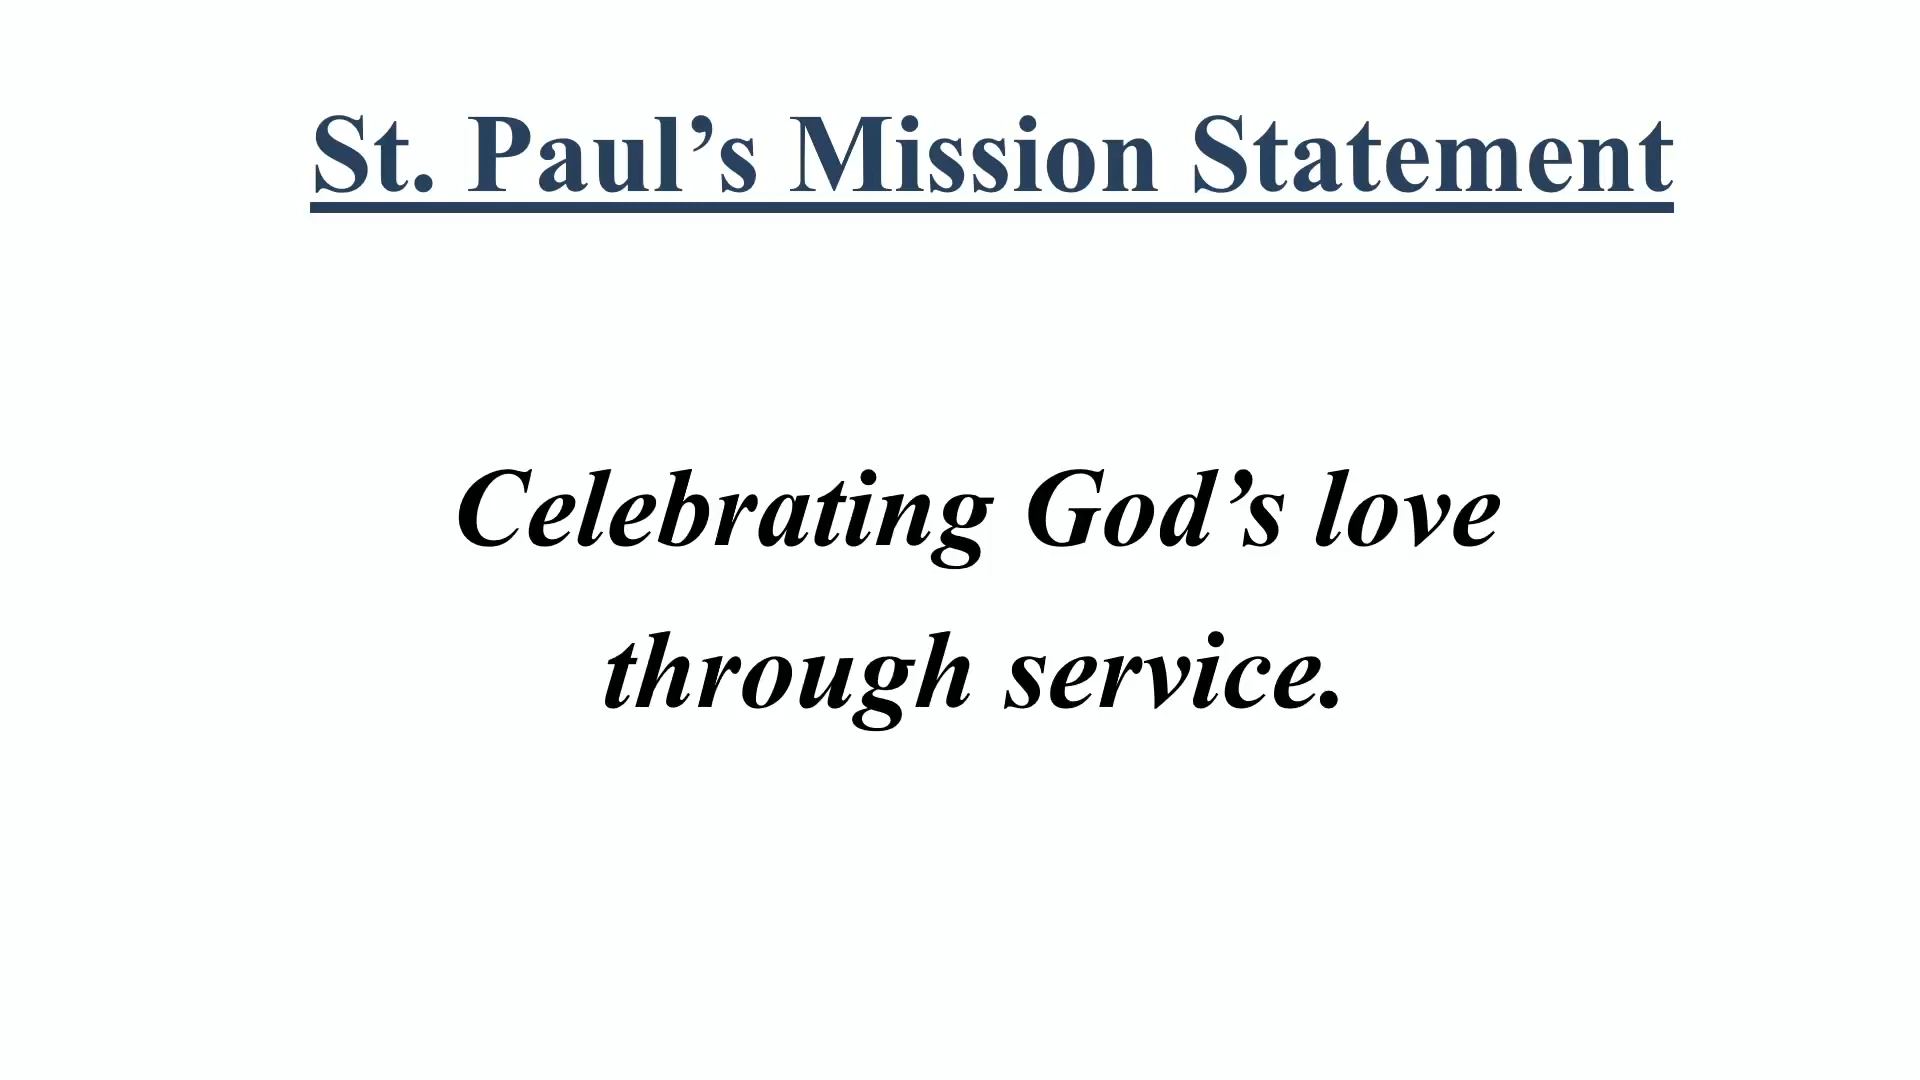 St. Paul’s Mission Statement
Celebrating God’s love
through service.